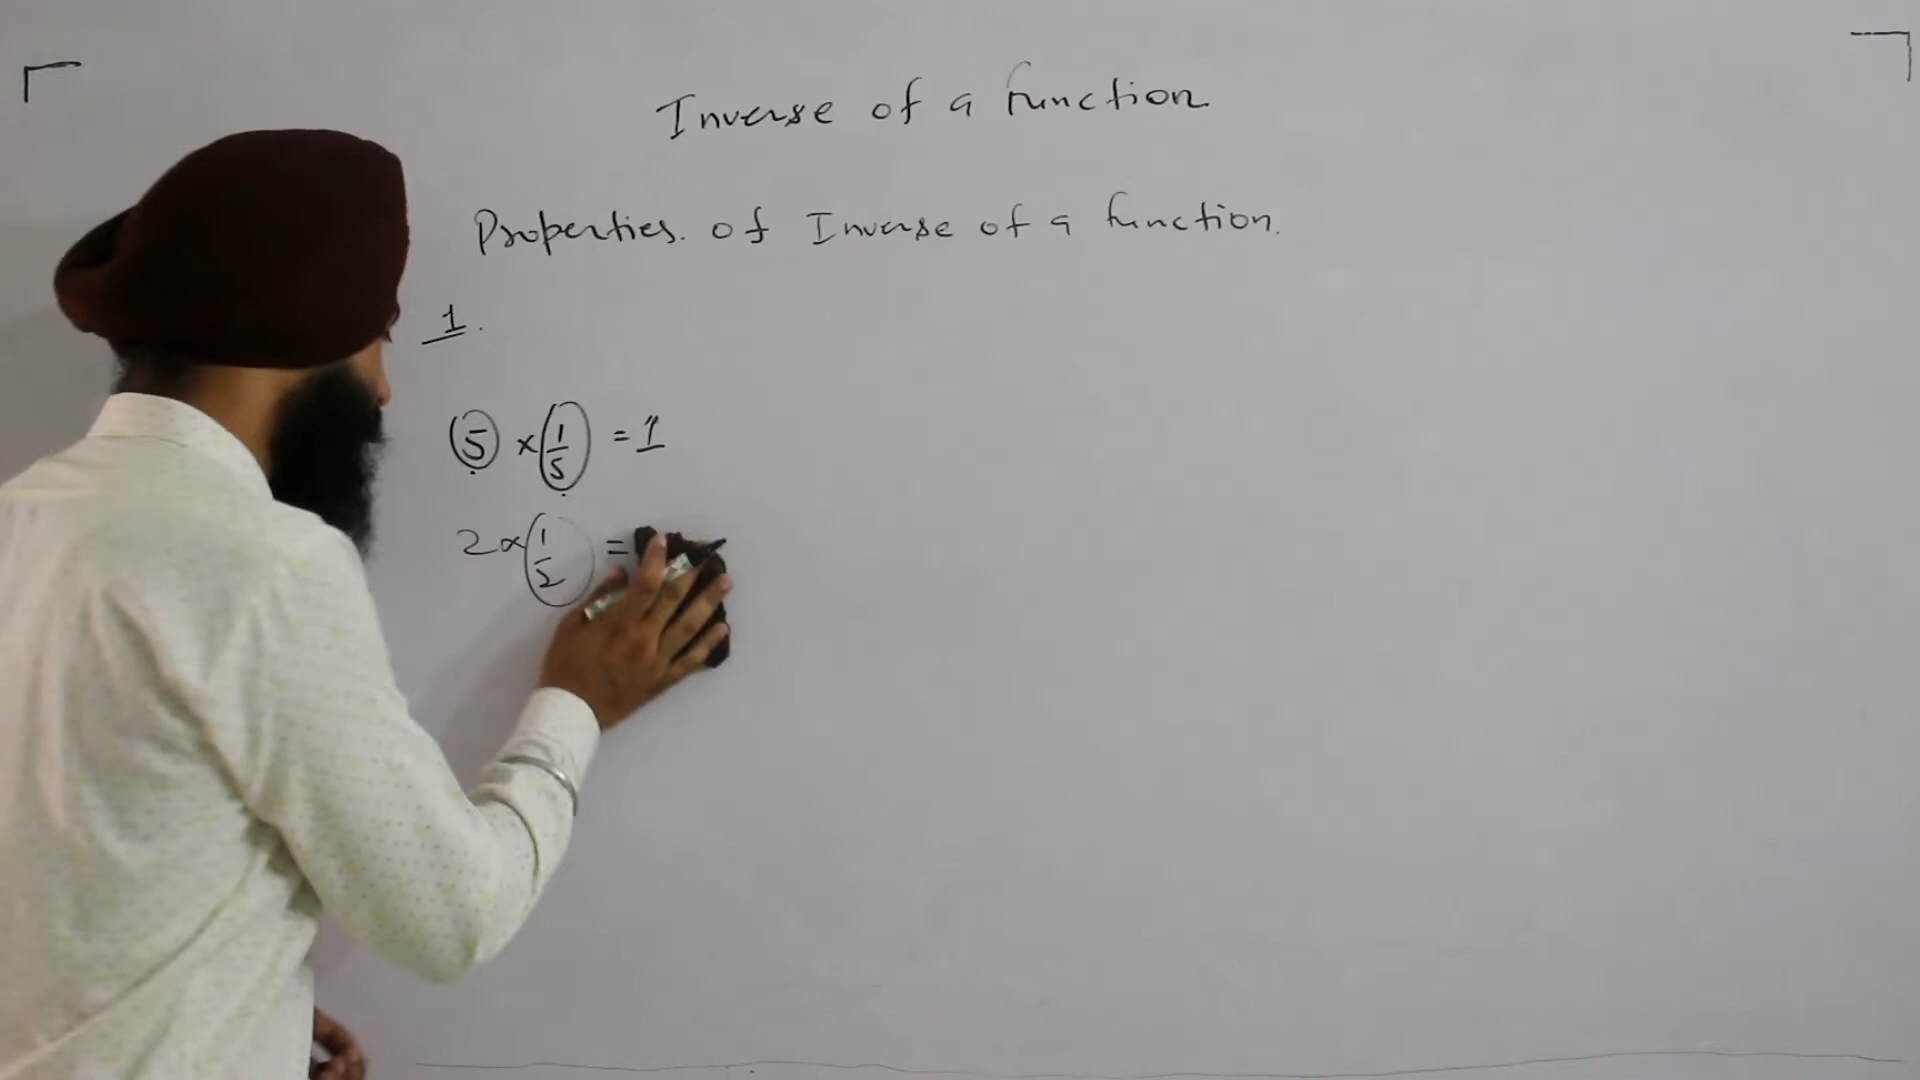 Inverse of a function
Properties. of Inverse of a function.
1.
5 × 1/5 = 1
2 × 1/2 =